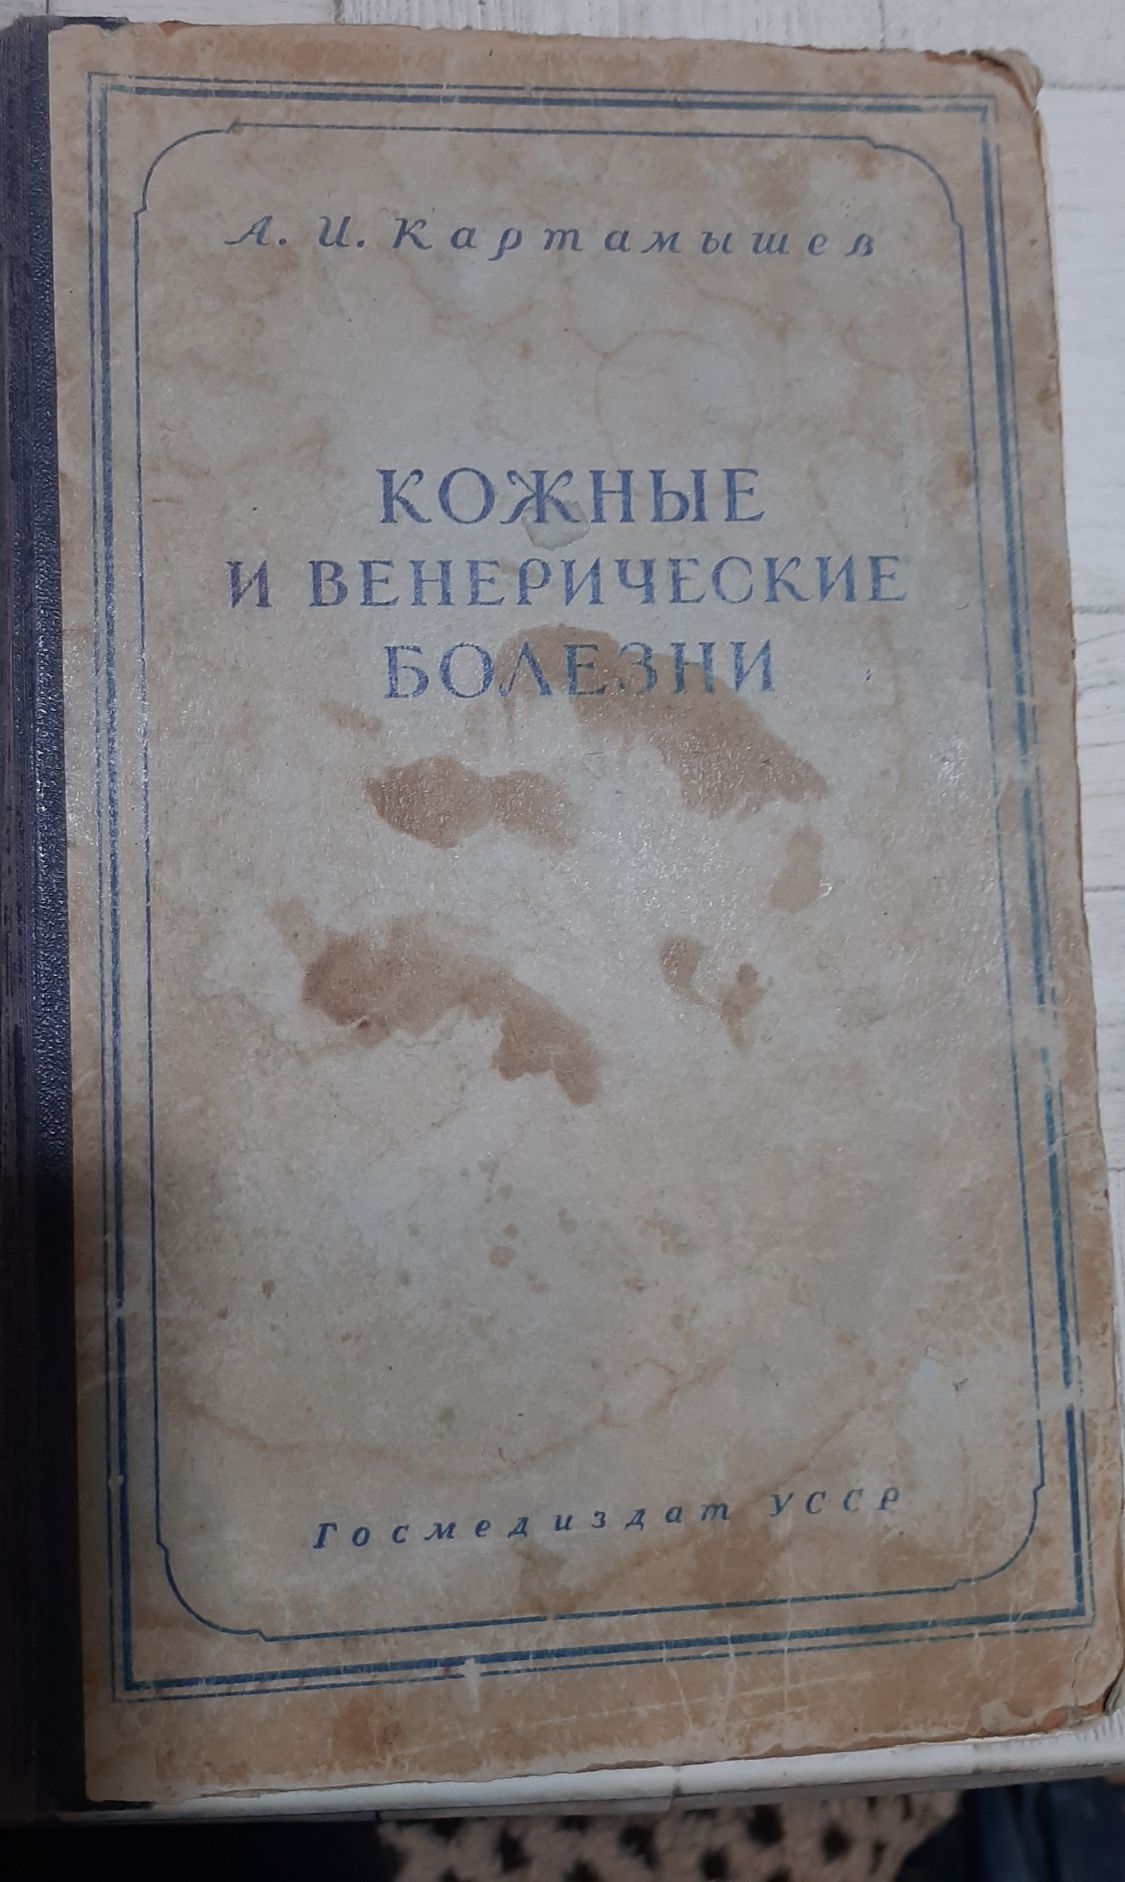 А. И. Картамышев
КОЖНЫЕ
И ВЕНЕРИЧЕСКИЕ
БОЛЕЗНИ
Госмедиздат УССР